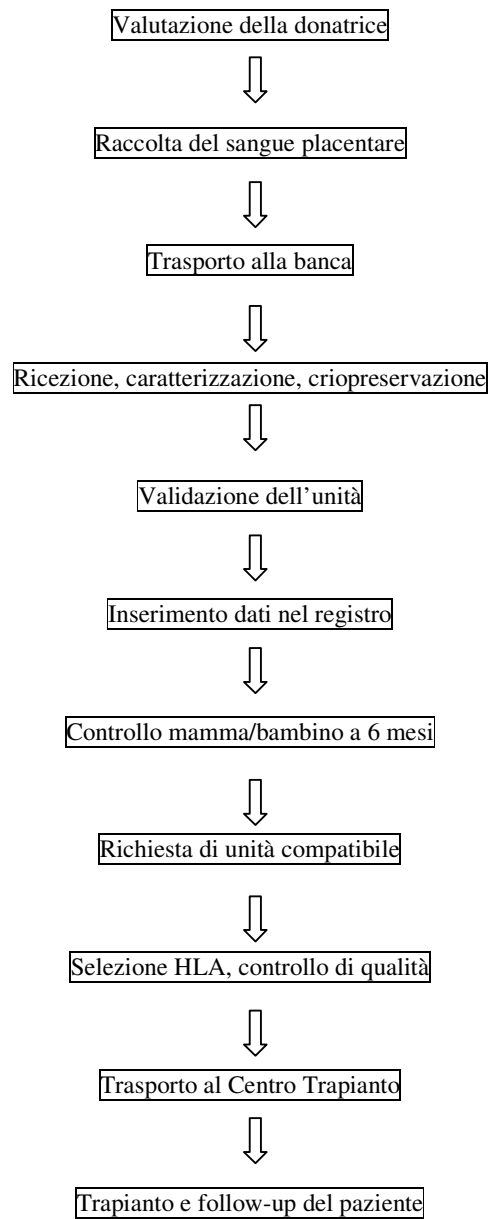 Valutazione della donatrice
Raccolta del sangue placentare
Trasporto alla banca
Ricezione, caratterizzazione, criopreservazione
Validazione dell’unità
Inserimento dati nel registro
Controllo mamma/bambino a 6 mesi
Richiesta di unità compatibile
Selezione HLA, controllo di qualità
Trasporto al Centro Trapianto
Trapianto e follow-up del paziente